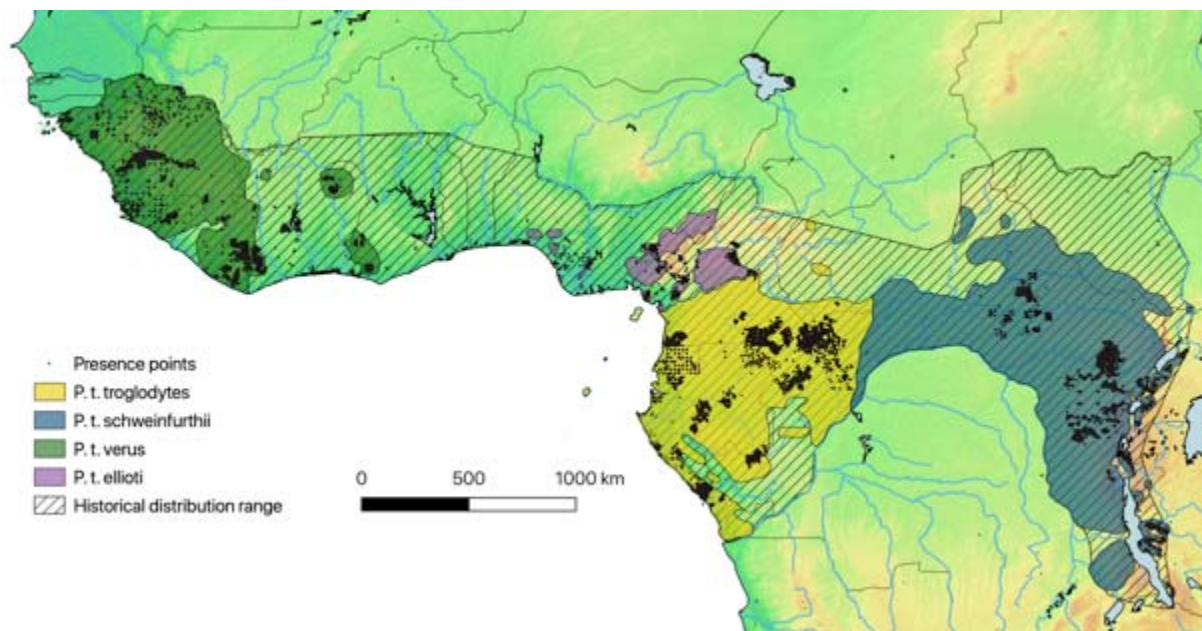 Presence points
P. t. troglodytes
P. t. schweinfurthii
P. t. verus
P. t. ellioti
Historical distribution range
0 500 1000 km